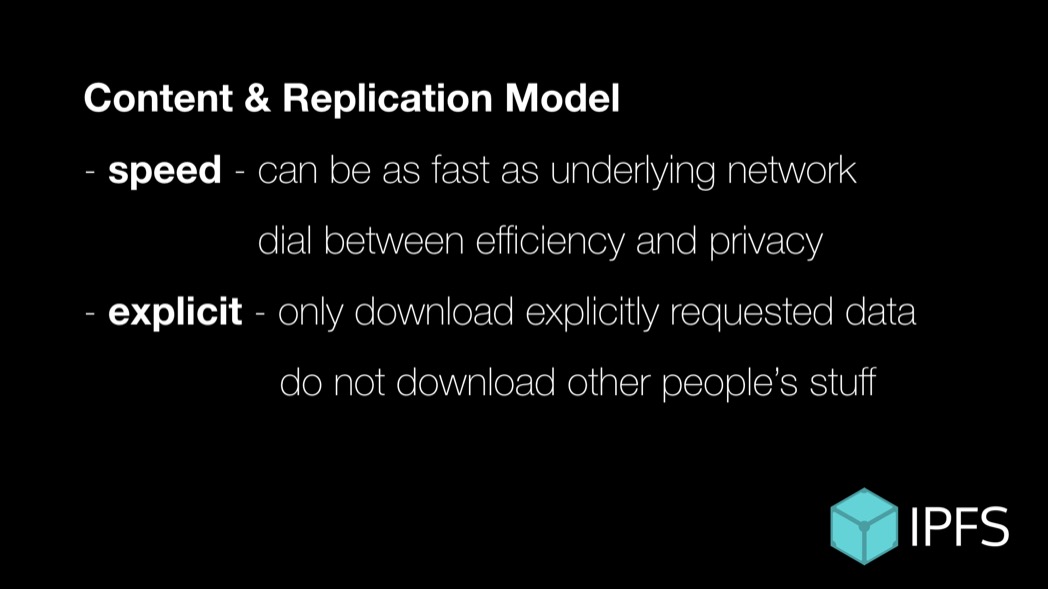 Content & Replication Model
- speed - can be as fast as underlying network
dial between efficiency and privacy
- explicit - only download explicitly requested data
do not download other people’s stuff
IPFS